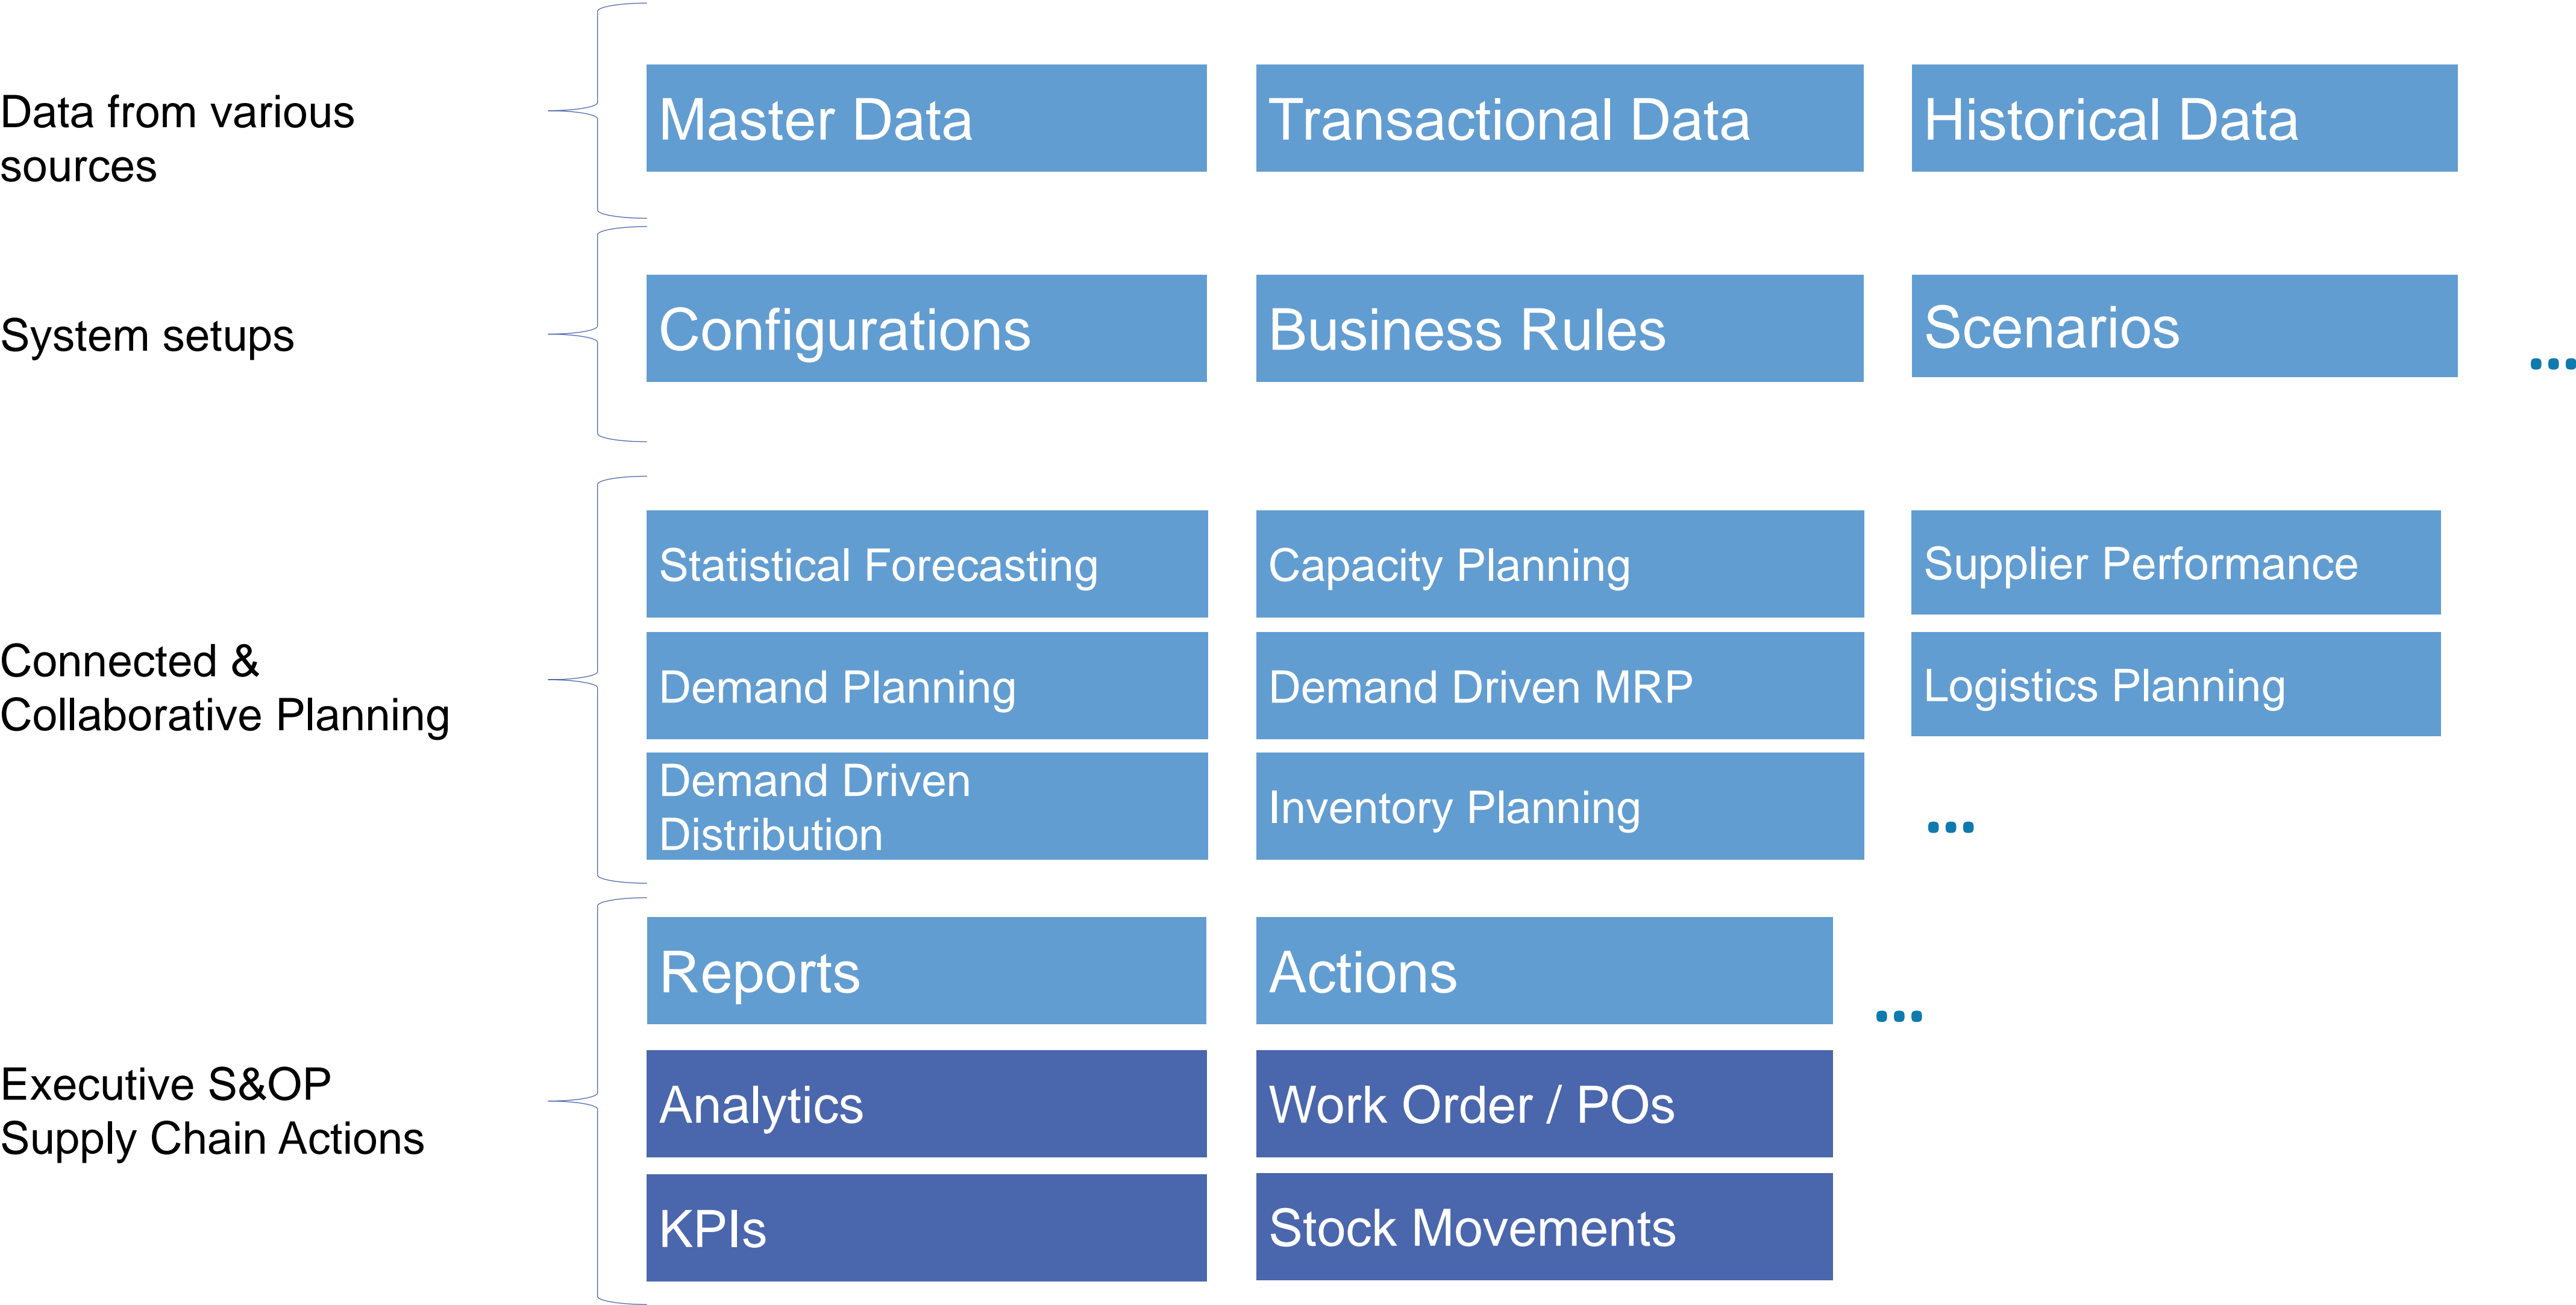 Data from various
sources
Master Data
Transactional Data
Historical Data
System setups
Configurations
Business Rules
Scenarios
...
Connected &
Collaborative Planning
Statistical Forecasting
Capacity Planning
Supplier Performance
Demand Planning
Demand Driven MRP
Logistics Planning
Demand Driven
Distribution
Inventory Planning
...
Executive S&OP
Supply Chain Actions
Reports
Actions
...
Analytics
Work Order / POs
KPIs
Stock Movements